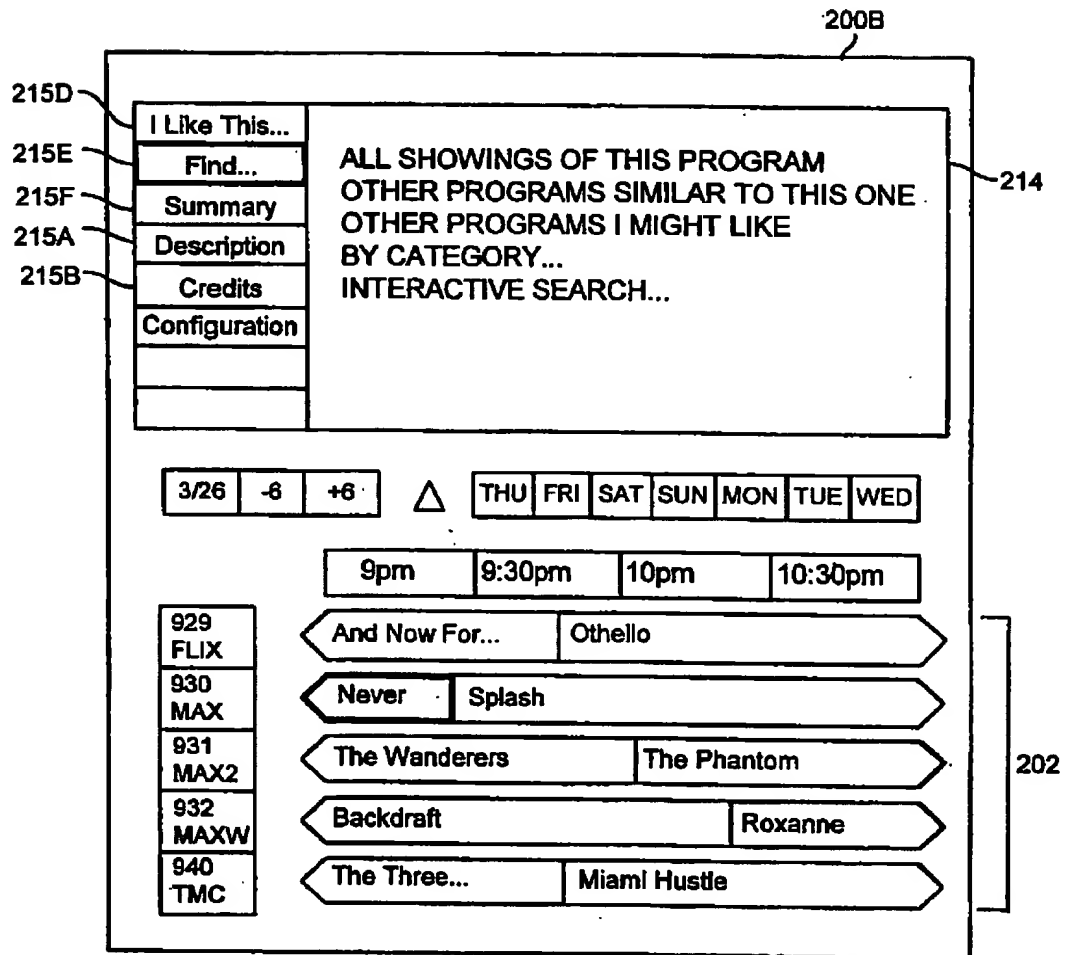 200B
215D
I Like This...
215E
Find...
215F
Summary
215A
Description
215B
Credits
Configuration
ALL SHOWINGS OF THIS PROGRAM
OTHER PROGRAMS SIMILAR TO THIS ONE
OTHER PROGRAMS I MIGHT LIKE
BY CATEGORY...
INTERACTIVE SEARCH...
214
3/26 -6 +6 THU FRI SAT SUN MON TUE WED
9pm 9:30pm 10pm 10:30pm
929
FLIX
And Now For... Othello
930
MAX
Never Splash
931
MAX2
The Wanderers The Phantom
202
932
MAXW
Backdraft Roxanne
940
TMC
The Three... Miami Hustle